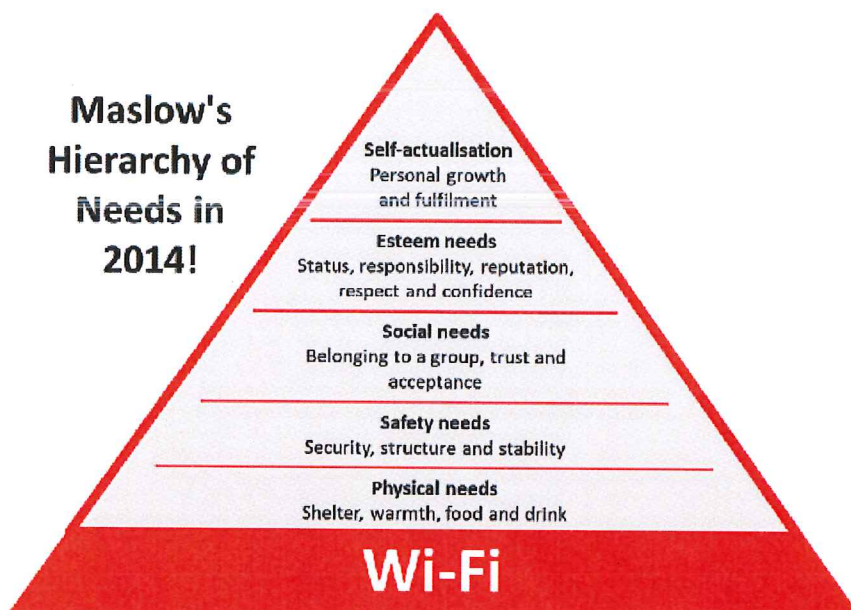 Maslow's
Hierarchy of
Needs in
2014!
Self-actualisation
Personal growth
and fulfilment
Esteem needs
Status, responsibility, reputation,
respect and confidence
Social needs
Belonging to a group, trust and
acceptance
Safety needs
Security, structure and stability
Physical needs
Shelter, warmth, food and drink
Wi-Fi